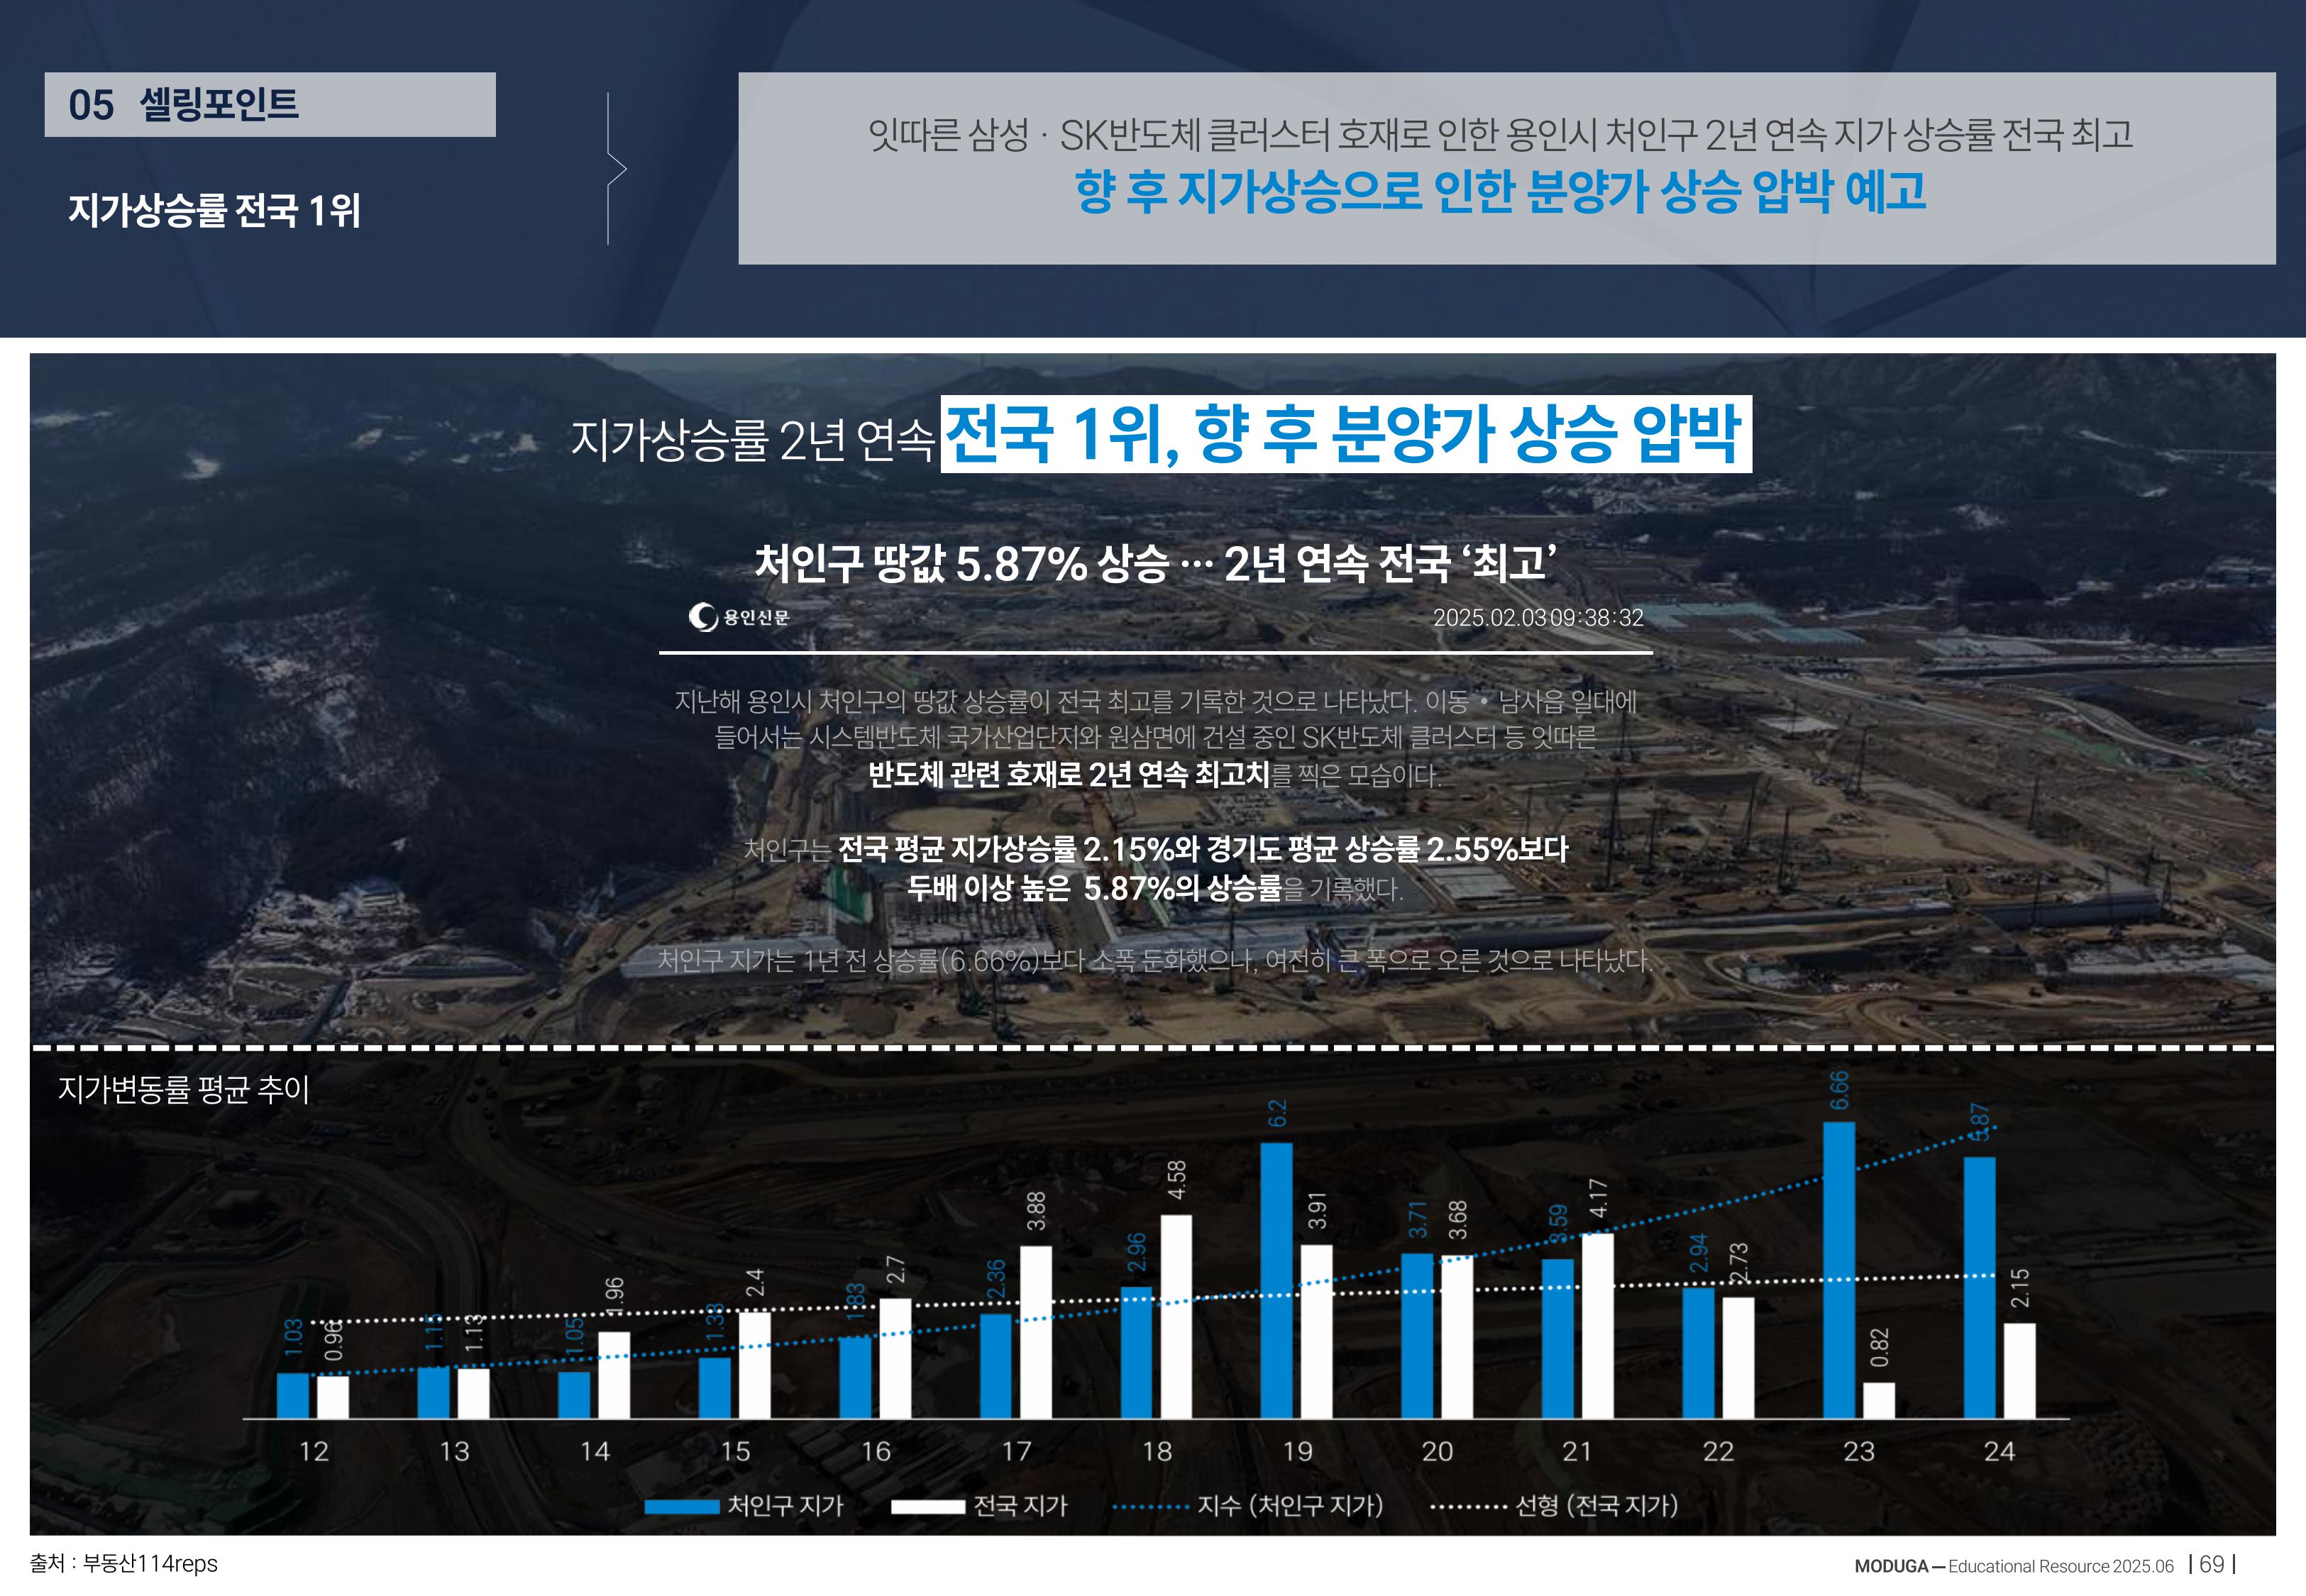 05 셀링포인트
지가상승률 전국 1위
잇따른 삼성 · SK반도체 클러스터 호재로 인한 용인시 처인구 2년 연속 지가 상승률 전국 최고
향 후 지가상승으로 인한 분양가 상승 압박 예고
지가상승률 2년 연속 전국 1위, 향 후 분양가 상승 압박
처인구 땅값 5.87% 상승 ··· 2년 연속 전국 ‘최고’
용인신문 2025.02.03 09:38:32
지난해 용인시 처인구의 땅값 상승률이 전국 최고를 기록한 것으로 나타났다. 이동 • 남사읍 일대에
들어서는 시스템반도체 국가산업단지와 원삼면에 건설 중인 SK반도체 클러스터 등 잇따른
반도체 관련 호재로 2년 연속 최고치를 찍은 모습이다.
처인구는 전국 평균 지가상승률 2.15%와 경기도 평균 상승률 2.55%보다
두배 이상 높은 5.87%의 상승률을 기록했다.
처인구 지가는 1년 전 상승률(6.66%)보다 소폭 둔화했으나, 여전히 큰 폭으로 오른 것으로 나타났다.
지가변동률 평균 추이
1.03 0.96 1.15 1.13 1.05 1.96 1.38 2.4 1.83 2.7 2.36 3.88 2.96 4.58 6.2 3.91 3.71 3.68 3.59 4.17 2.94 2.73 6.66 0.82 5.87 2.15
12 13 14 15 16 17 18 19 20 21 22 23 24
처인구 지가 전국 지가 지수 (처인구 지가) 선형 (전국 지가)
출처 : 부동산114reps
MODUGA — Educational Resource 2025.06 | 69 |